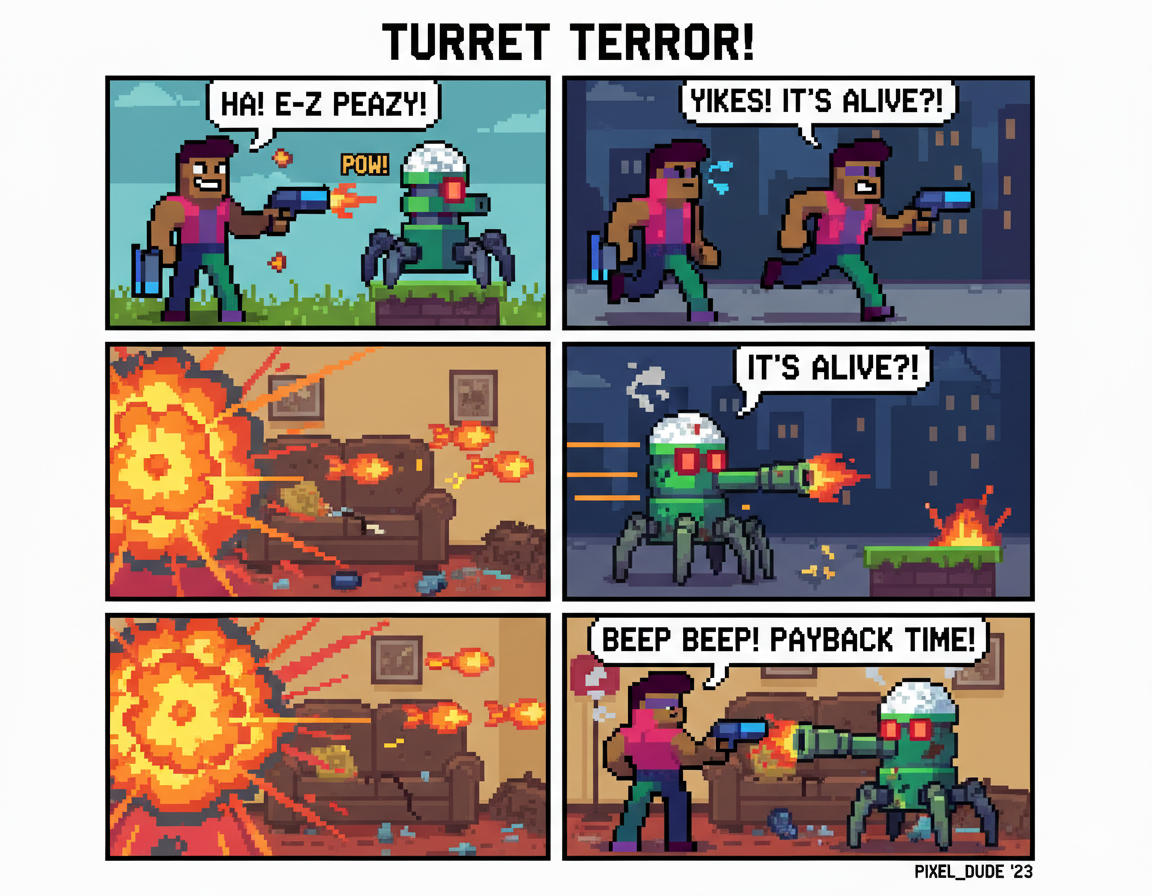 TURRET TERROR!
HA! E-Z PEAZY!
POW!
YIKES! IT'S ALIVE?!
IT'S ALIVE?!
BEEP BEEP! PAYBACK TIME!
PIXEL_DUDE '23